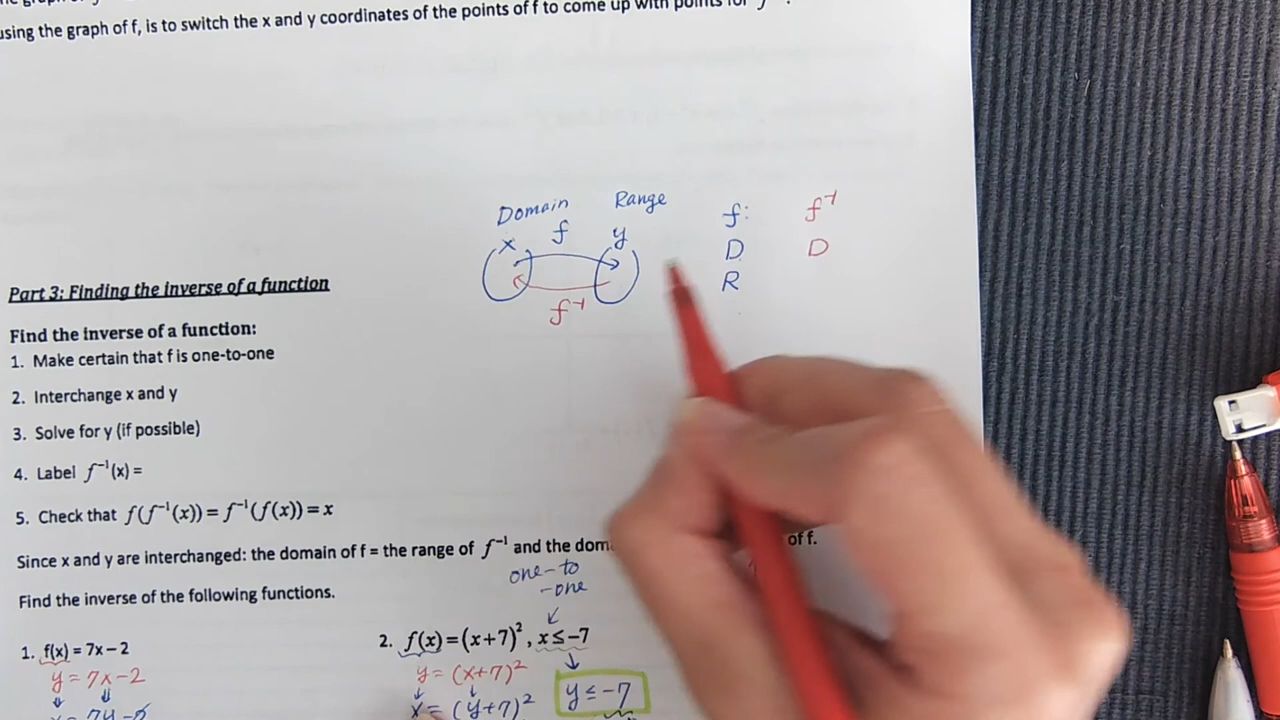 using the graph of f, is to switch the x and y coordinates of the points of f to come up with points for
Domain Range f: f⁻¹
x f y D D
R
f⁻¹
Part 3: Finding the inverse of a function
Find the inverse of a function:
1. Make certain that f is one-to-one
2. Interchange x and y
3. Solve for y (if possible)
4. Label f⁻¹(x) =
5. Check that f(f⁻¹(x)) = f⁻¹(f(x)) = x
Since x and y are interchanged: the domain of f = the range of f⁻¹ and the of f.
one-to
-one
Find the inverse of the following functions.
1. f(x) = 7x – 2 2. f(x) = (x+7)², x ≤ -7
y = 7x-2 y = (x+7)² y ≤ -7
x = (y+7)²